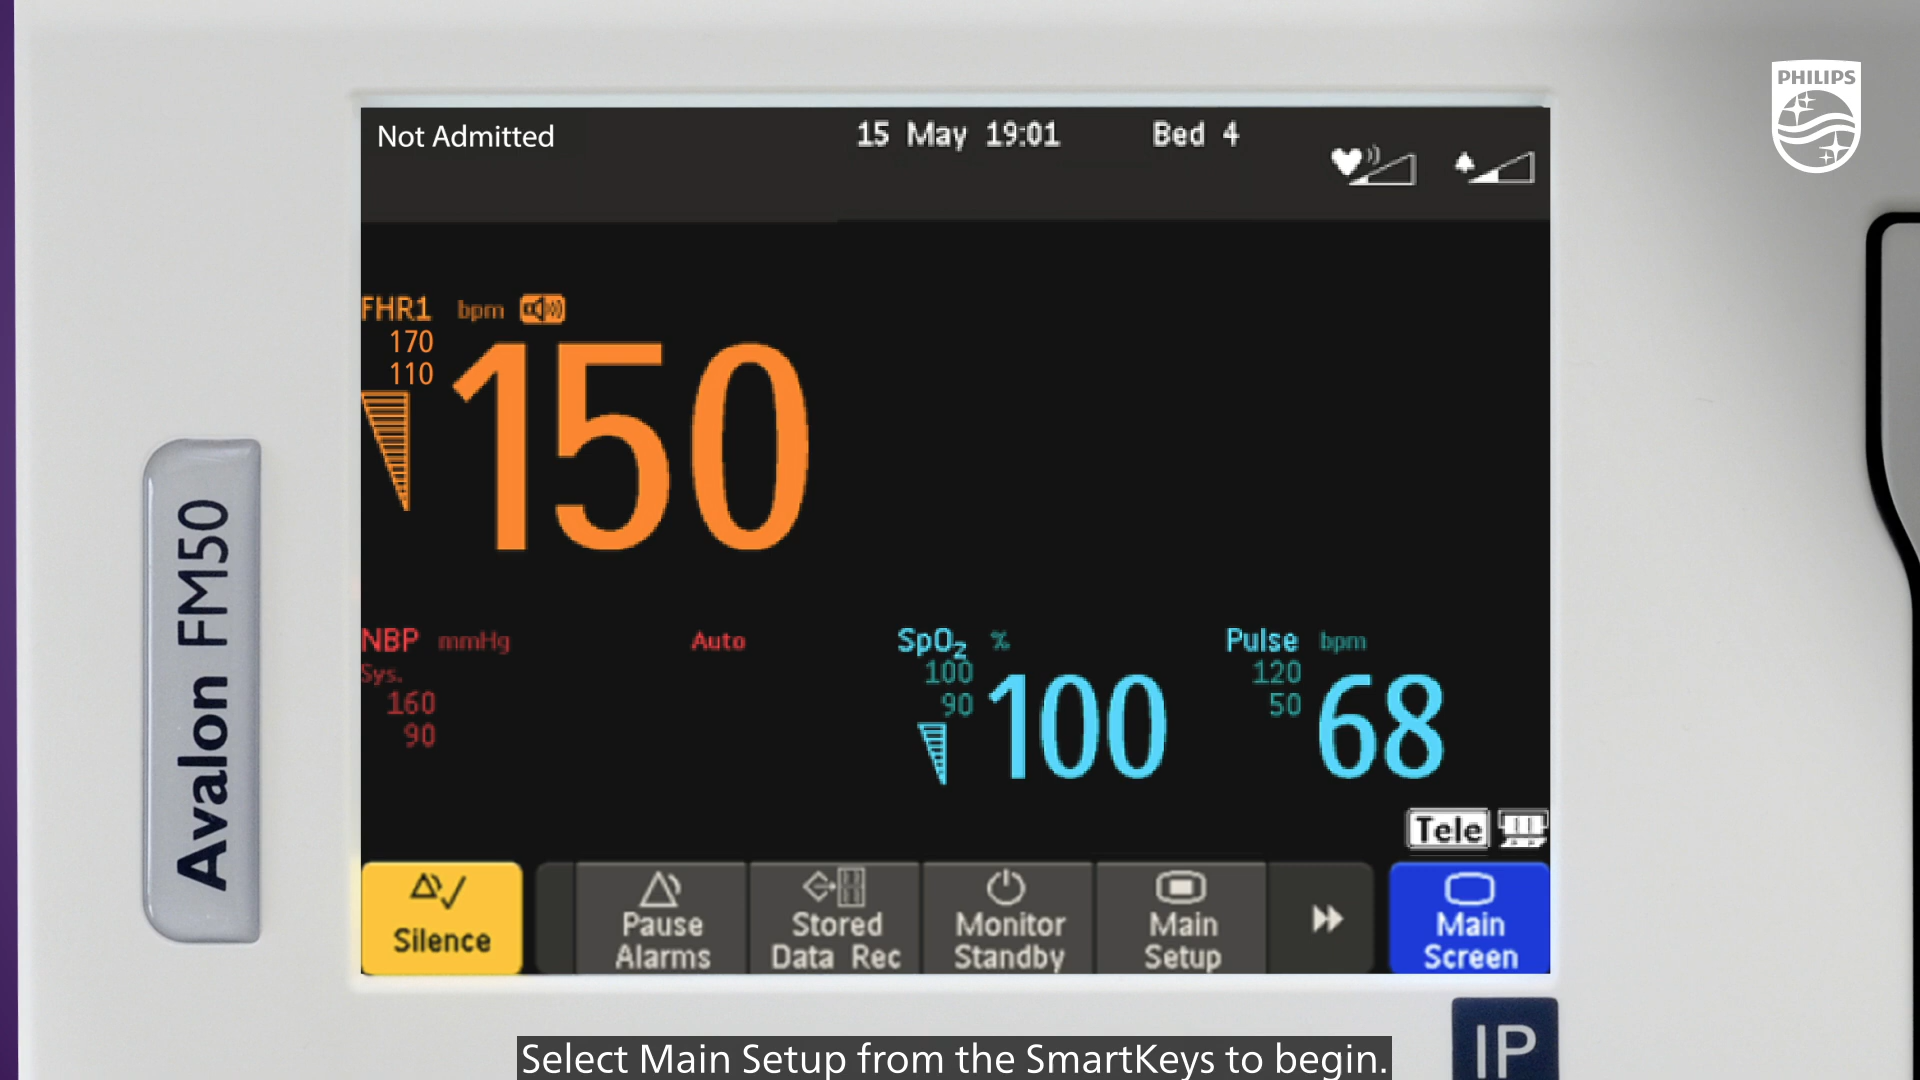 PHILIPS
Not Admitted
15 May 19:01
Bed 4
FHR1 bpm
170
110
150
NBP mmHg
Auto
Sys.
160
90
SpO₂ %
100
90
100
Pulse bpm
120
50
68
Tele
Silence
Pause
Alarms
Stored
Data Rec
Monitor
Standby
Main
Setup
Main
Screen
Avalon FM50
IP
Select Main Setup from the SmartKeys to begin.